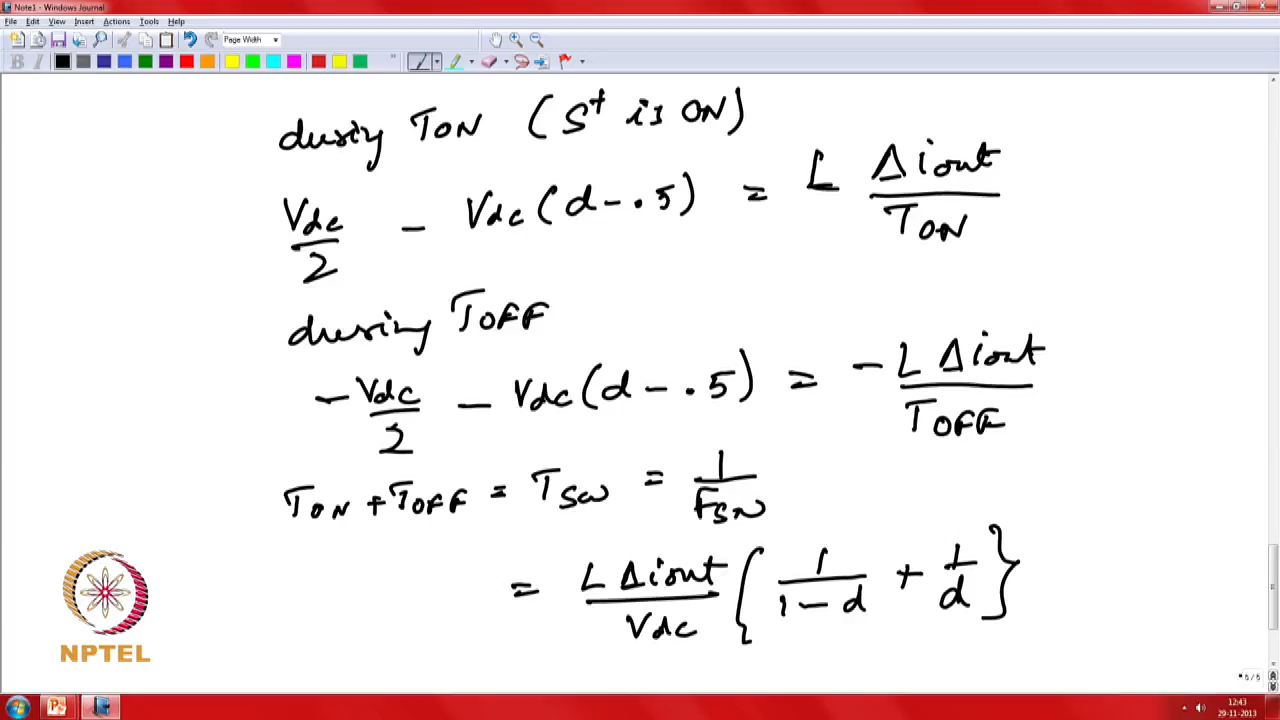 Note1 - Windows Journal
File Edit View Insert Actions Tools Help
Page Width
B I
during TON (S+ is ON)
Vdc/2 - Vdc(d-.5) = L Δiout/TON
during TOFF
-Vdc/2 - Vdc(d-.5) = -L Δiout/TOFF
TON + TOFF = TSW = 1/FSW
= L Δiout/Vdc { 1/1-d + 1/d }
NPTEL
5/5
12:43
29-11-2013